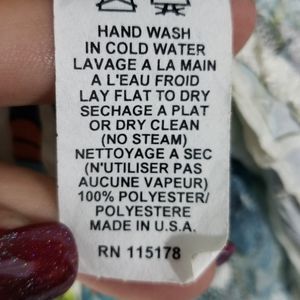 HAND WASH
IN COLD WATER
LAVAGE A LA MAIN
A L'EAU FROID
LAY FLAT TO DRY
SECHAGE A PLAT
OR DRY CLEAN
(NO STEAM)
NETTOYAGE A SEC
(N'UTILISER PAS
AUCUNE VAPEUR)
100% POLYESTER/
POLYESTERE
MADE IN U.S.A.
RN 115178